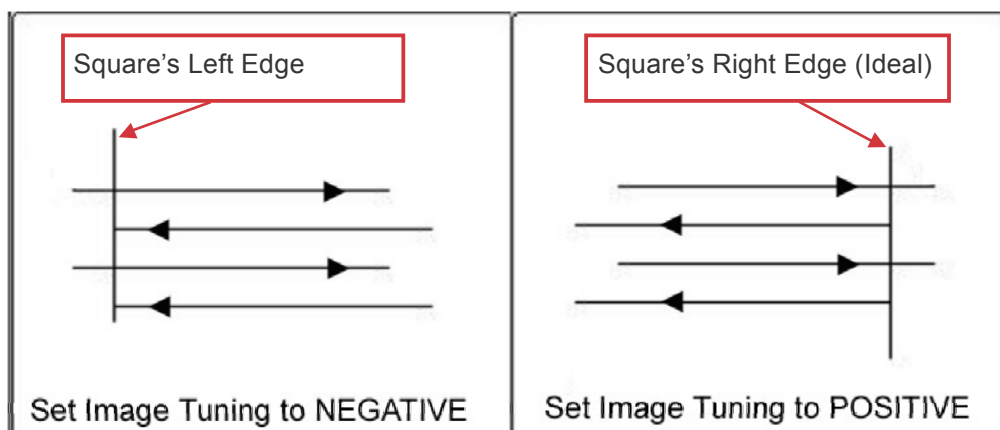 Square’s Left Edge
Square’s Right Edge (Ideal)
Set Image Tuning to NEGATIVE
Set Image Tuning to POSITIVE